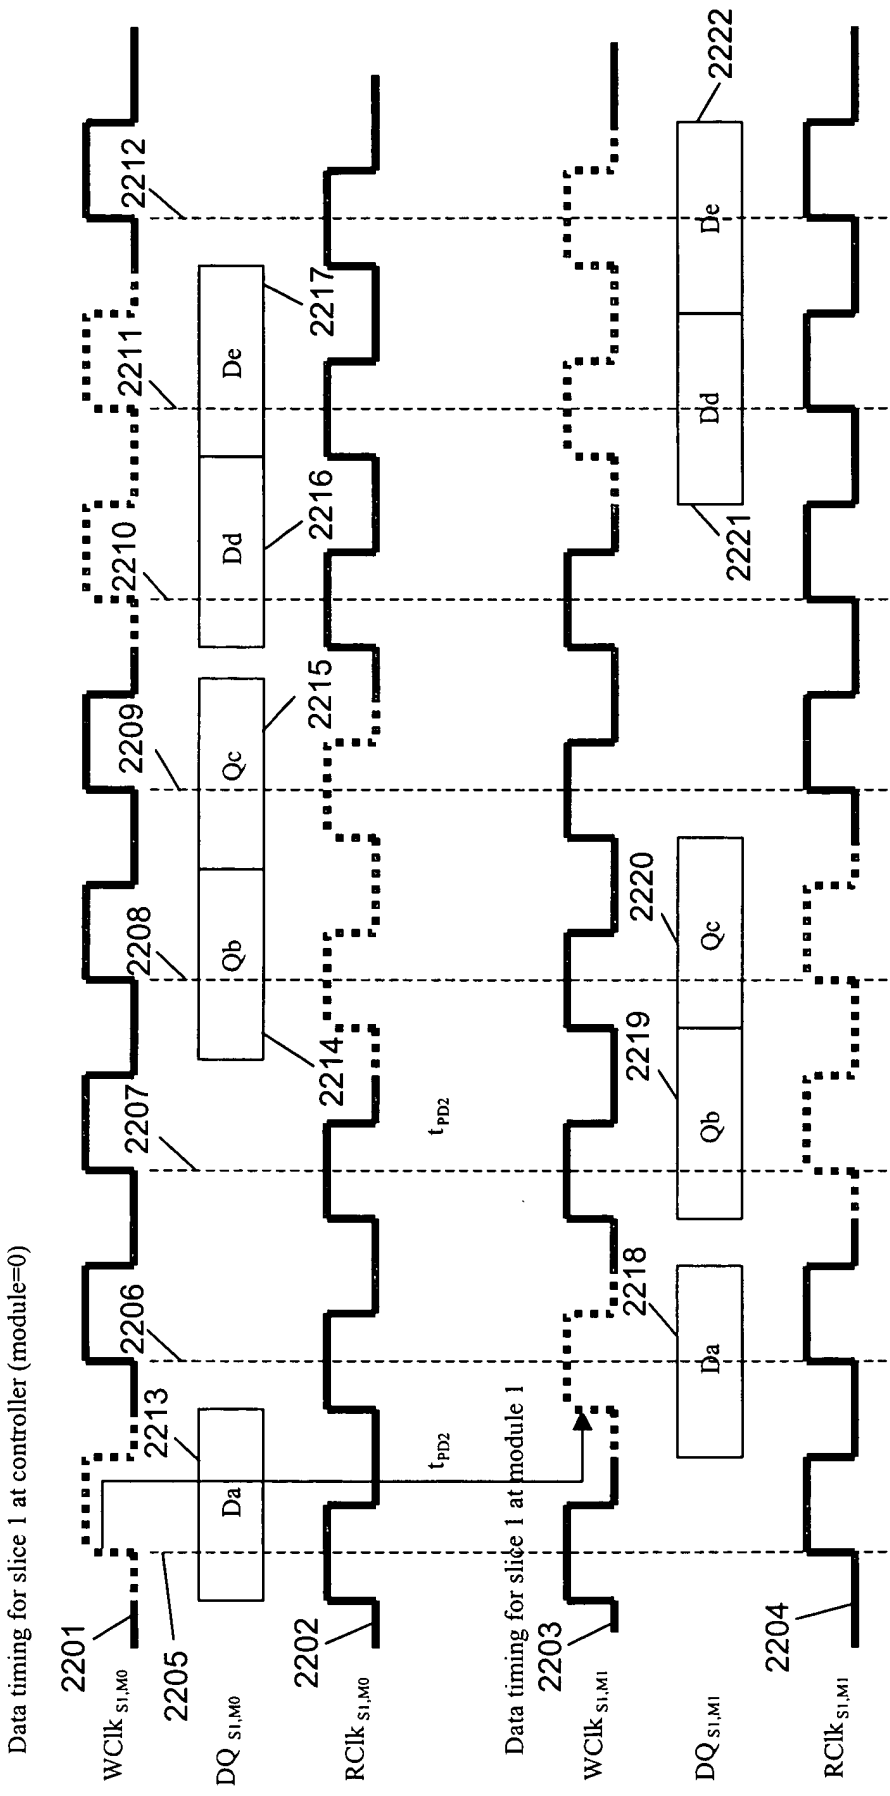 Data timing for slice 1 at controller (module=0)
2201
WClk S1,M0
2205
2206
2207
2208
2209
2210
2211
2212
DQ S1,M0
Da
2213
Qb
2214
Qc
2215
Dd
2216
De
2217
RClk S1,M0
2202
tPD2
tPD2
Data timing for slice 1 at module 1
WClk S1,M1
2203
DQ S1,M1
Da
2218
Qb
2219
Qc
2220
Dd
2221
De
2222
RClk S1,M1
2204